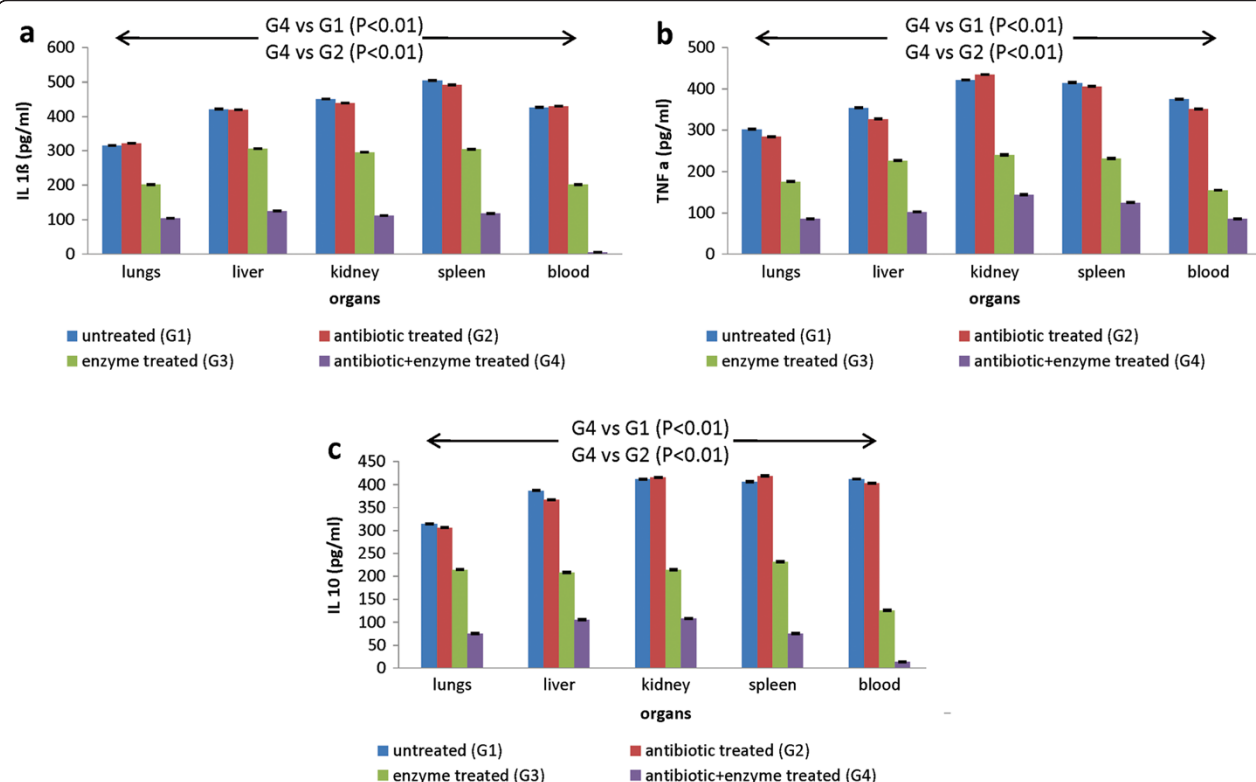 a
G4 vs G1 (P<0.01)
G4 vs G2 (P<0.01)
600
500
400
300
200
100
0
IL 1ß (pg/ml)
lungs liver kidney spleen blood
organs
untreated (G1) antibiotic treated (G2)
enzyme treated (G3) antibiotic+enzyme treated (G4)
b
G4 vs G1 (P<0.01)
G4 vs G2 (P<0.01)
500
400
300
200
100
0
TNF a (pg/ml)
lungs liver kidney spleen blood
organs
untreated (G1) antibiotic treated (G2)
enzyme treated (G3) antibiotic+enzyme treated (G4)
c
G4 vs G1 (P<0.01)
G4 vs G2 (P<0.01)
450
400
350
300
250
200
150
100
50
0
IL 10 (pg/ml)
lungs liver kidney spleen blood
organs
untreated (G1) antibiotic treated (G2)
enzyme treated (G3) antibiotic+enzyme treated (G4)